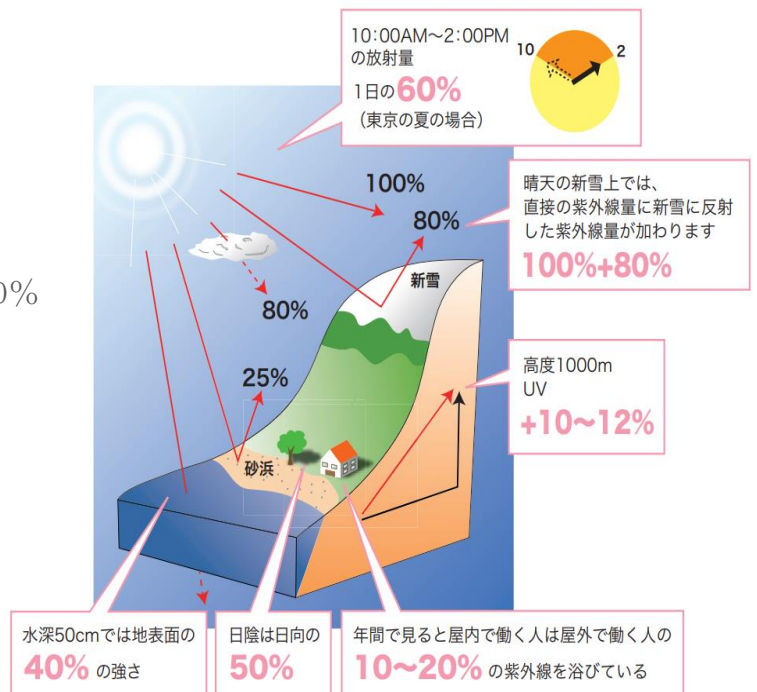 10:00AM～2:00PM
の放射量
1日の60%
（東京の夏の場合）
10
2
100%
80%
晴天の新雪上では、
直接の紫外線量に新雪に反射
した紫外線量が加わります
100%+80%
新雪
0%
80%
25%
高度1000m
UV
+10～12%
砂浜
水深50cmでは地表面の
40% の強さ
日陰は日向の
50%
年間で見ると屋内で働く人は屋外で働く人の
10～20% の紫外線を浴びている